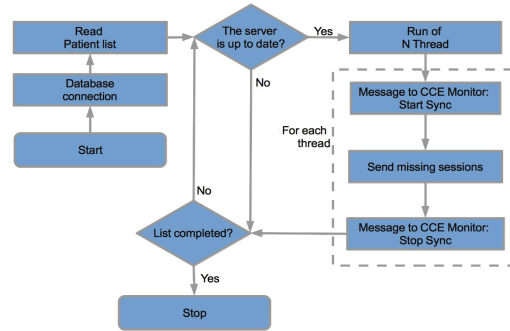 Read
Patient list
The server
is up to date?
Yes
Run of
N Thread
Database
connection
No
Message to CCE Monitor:
Start Sync
For each
thread
Start
Send missing sessions
No
List completed?
Message to CCE Monitor:
Stop Sync
Yes
Stop